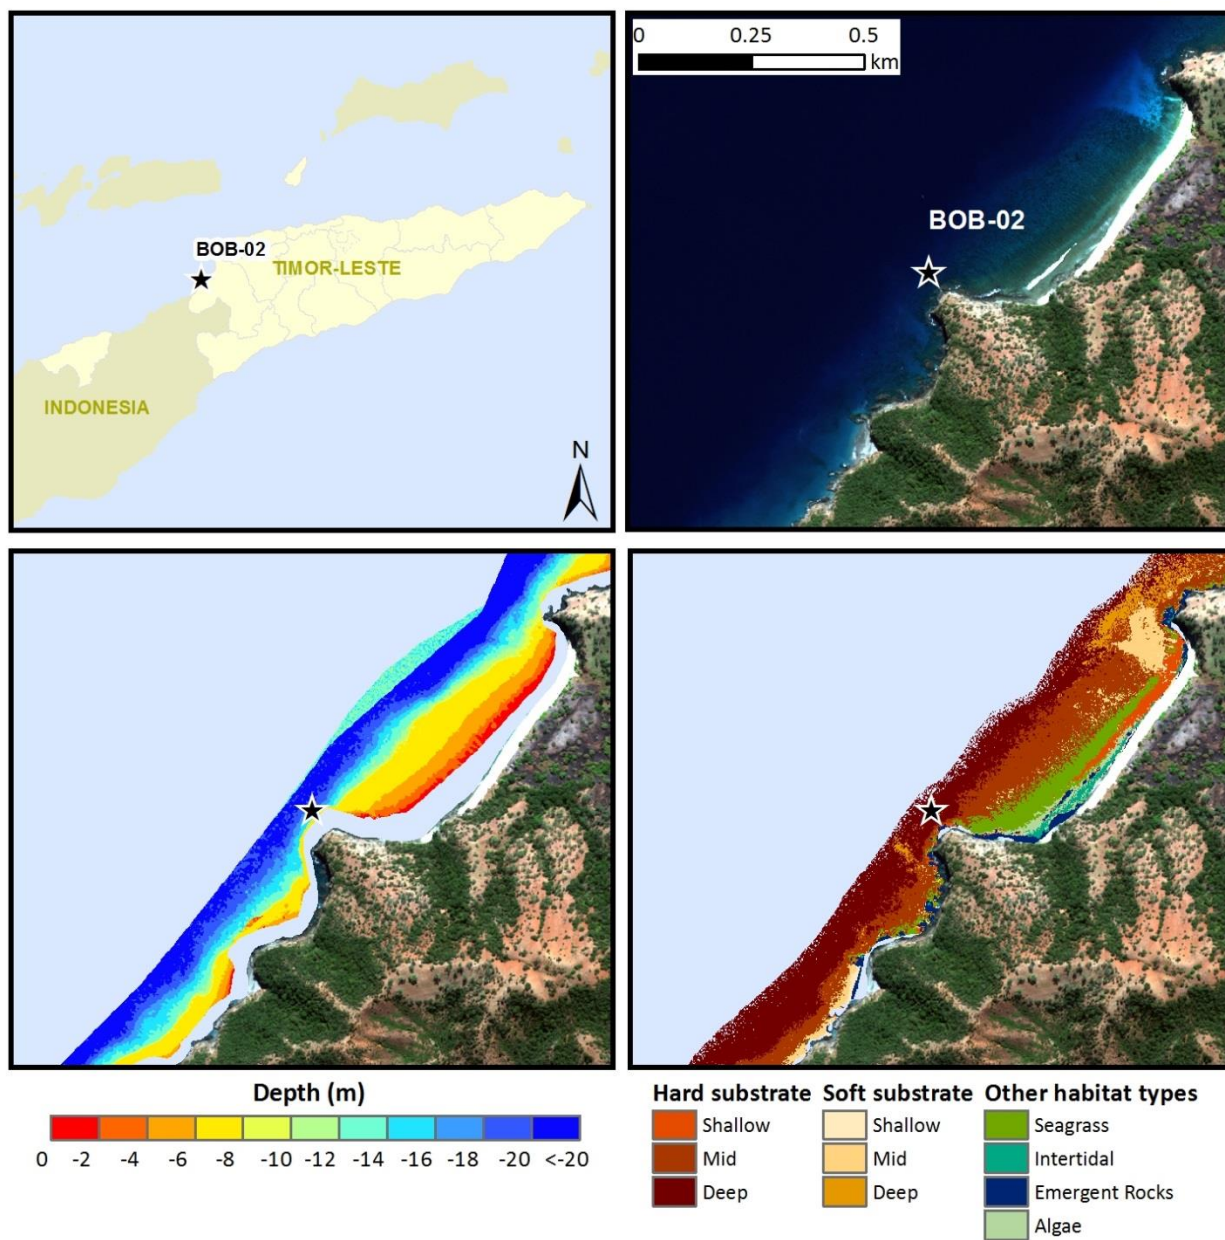 BOB-02
TIMOR-LESTE
INDONESIA
N
0 0.25 0.5
km
BOB-02
Depth (m)
0 -2 -4 -6 -8 -10 -12 -14 -16 -18 -20 <-20
Hard substrate
Shallow
Mid
Deep
Soft substrate
Shallow
Mid
Deep
Other habitat types
Seagrass
Intertidal
Emergent Rocks
Algae